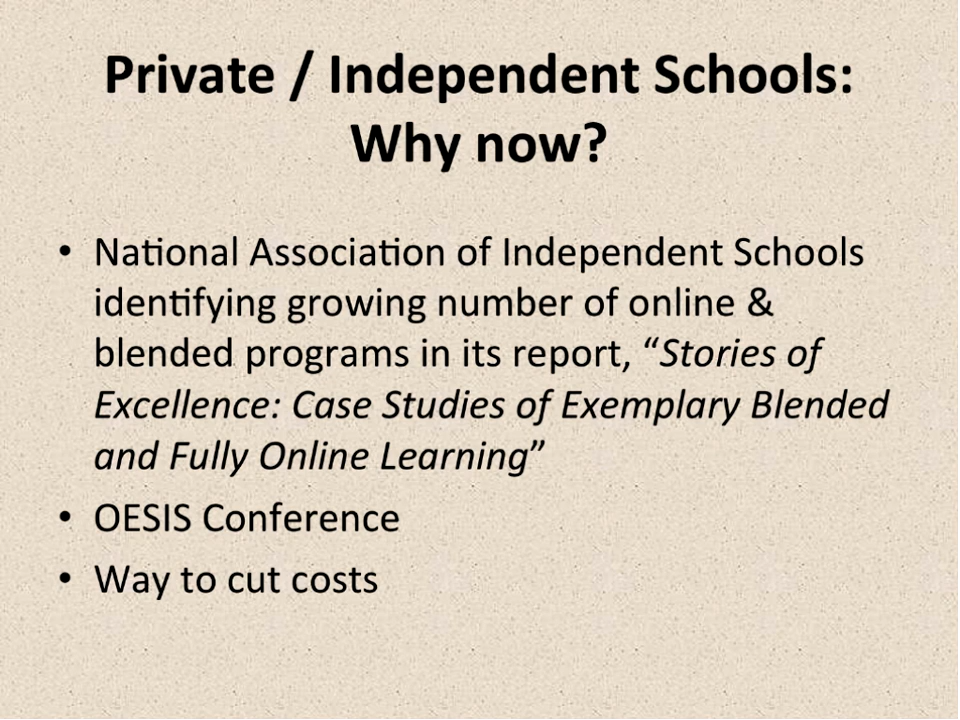 Private / Independent Schools:
Why now?
• National Association of Independent Schools
identifying growing number of online &
blended programs in its report, “Stories of
Excellence: Case Studies of Exemplary Blended
and Fully Online Learning”
• OESIS Conference
• Way to cut costs